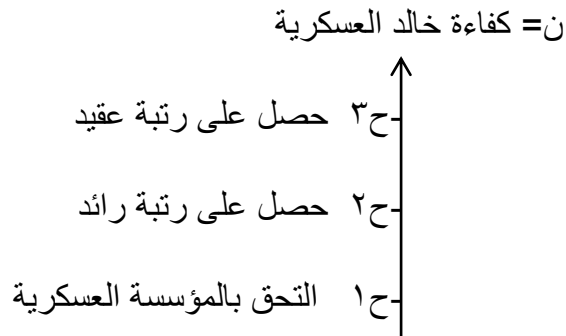 ن= كفاءة خالد العسكرية
ح٣ حصل على رتبة عقيد
ح٢ حصل على رتبة رائد
ح١ التحق بالمؤسسة العسكرية